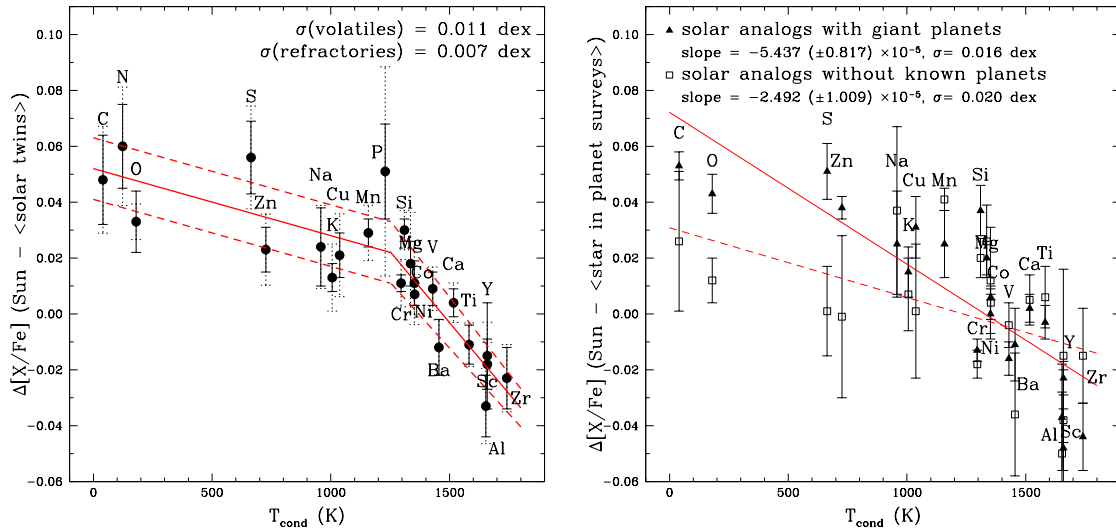 σ(volatiles) = 0.011 dex
σ(refractories) = 0.007 dex
Δ[X/Fe] (Sun − <solar twins>)
0.10
0.08
0.06
0.04
0.02
0.00
−0.02
−0.04
−0.06
C
N
O
S
Zn
Na
K
Cu
Mn
P
Si
Mg
Cr
Co
Ni
V
Ba
Ca
Ti
Sc
Y
Al
Zr
0
500
1000
1500
T_cond (K)
solar analogs with giant planets
slope = −5.437 (±0.817) ×10⁻⁵, σ= 0.016 dex
solar analogs without known planets
slope = −2.492 (±1.009) ×10⁻⁵, σ= 0.020 dex
Δ[X/Fe] (Sun − <star in planet surveys>)
0.10
0.08
0.06
0.04
0.02
0.00
−0.02
−0.04
−0.06
C
O
S
Zn
Na
K
Cu
Mn
Si
Mg
Co
Cr
Ni
V
Ca
Ti
Ba
Y
Al
Sc
Zr
0
500
1000
1500
T_cond (K)